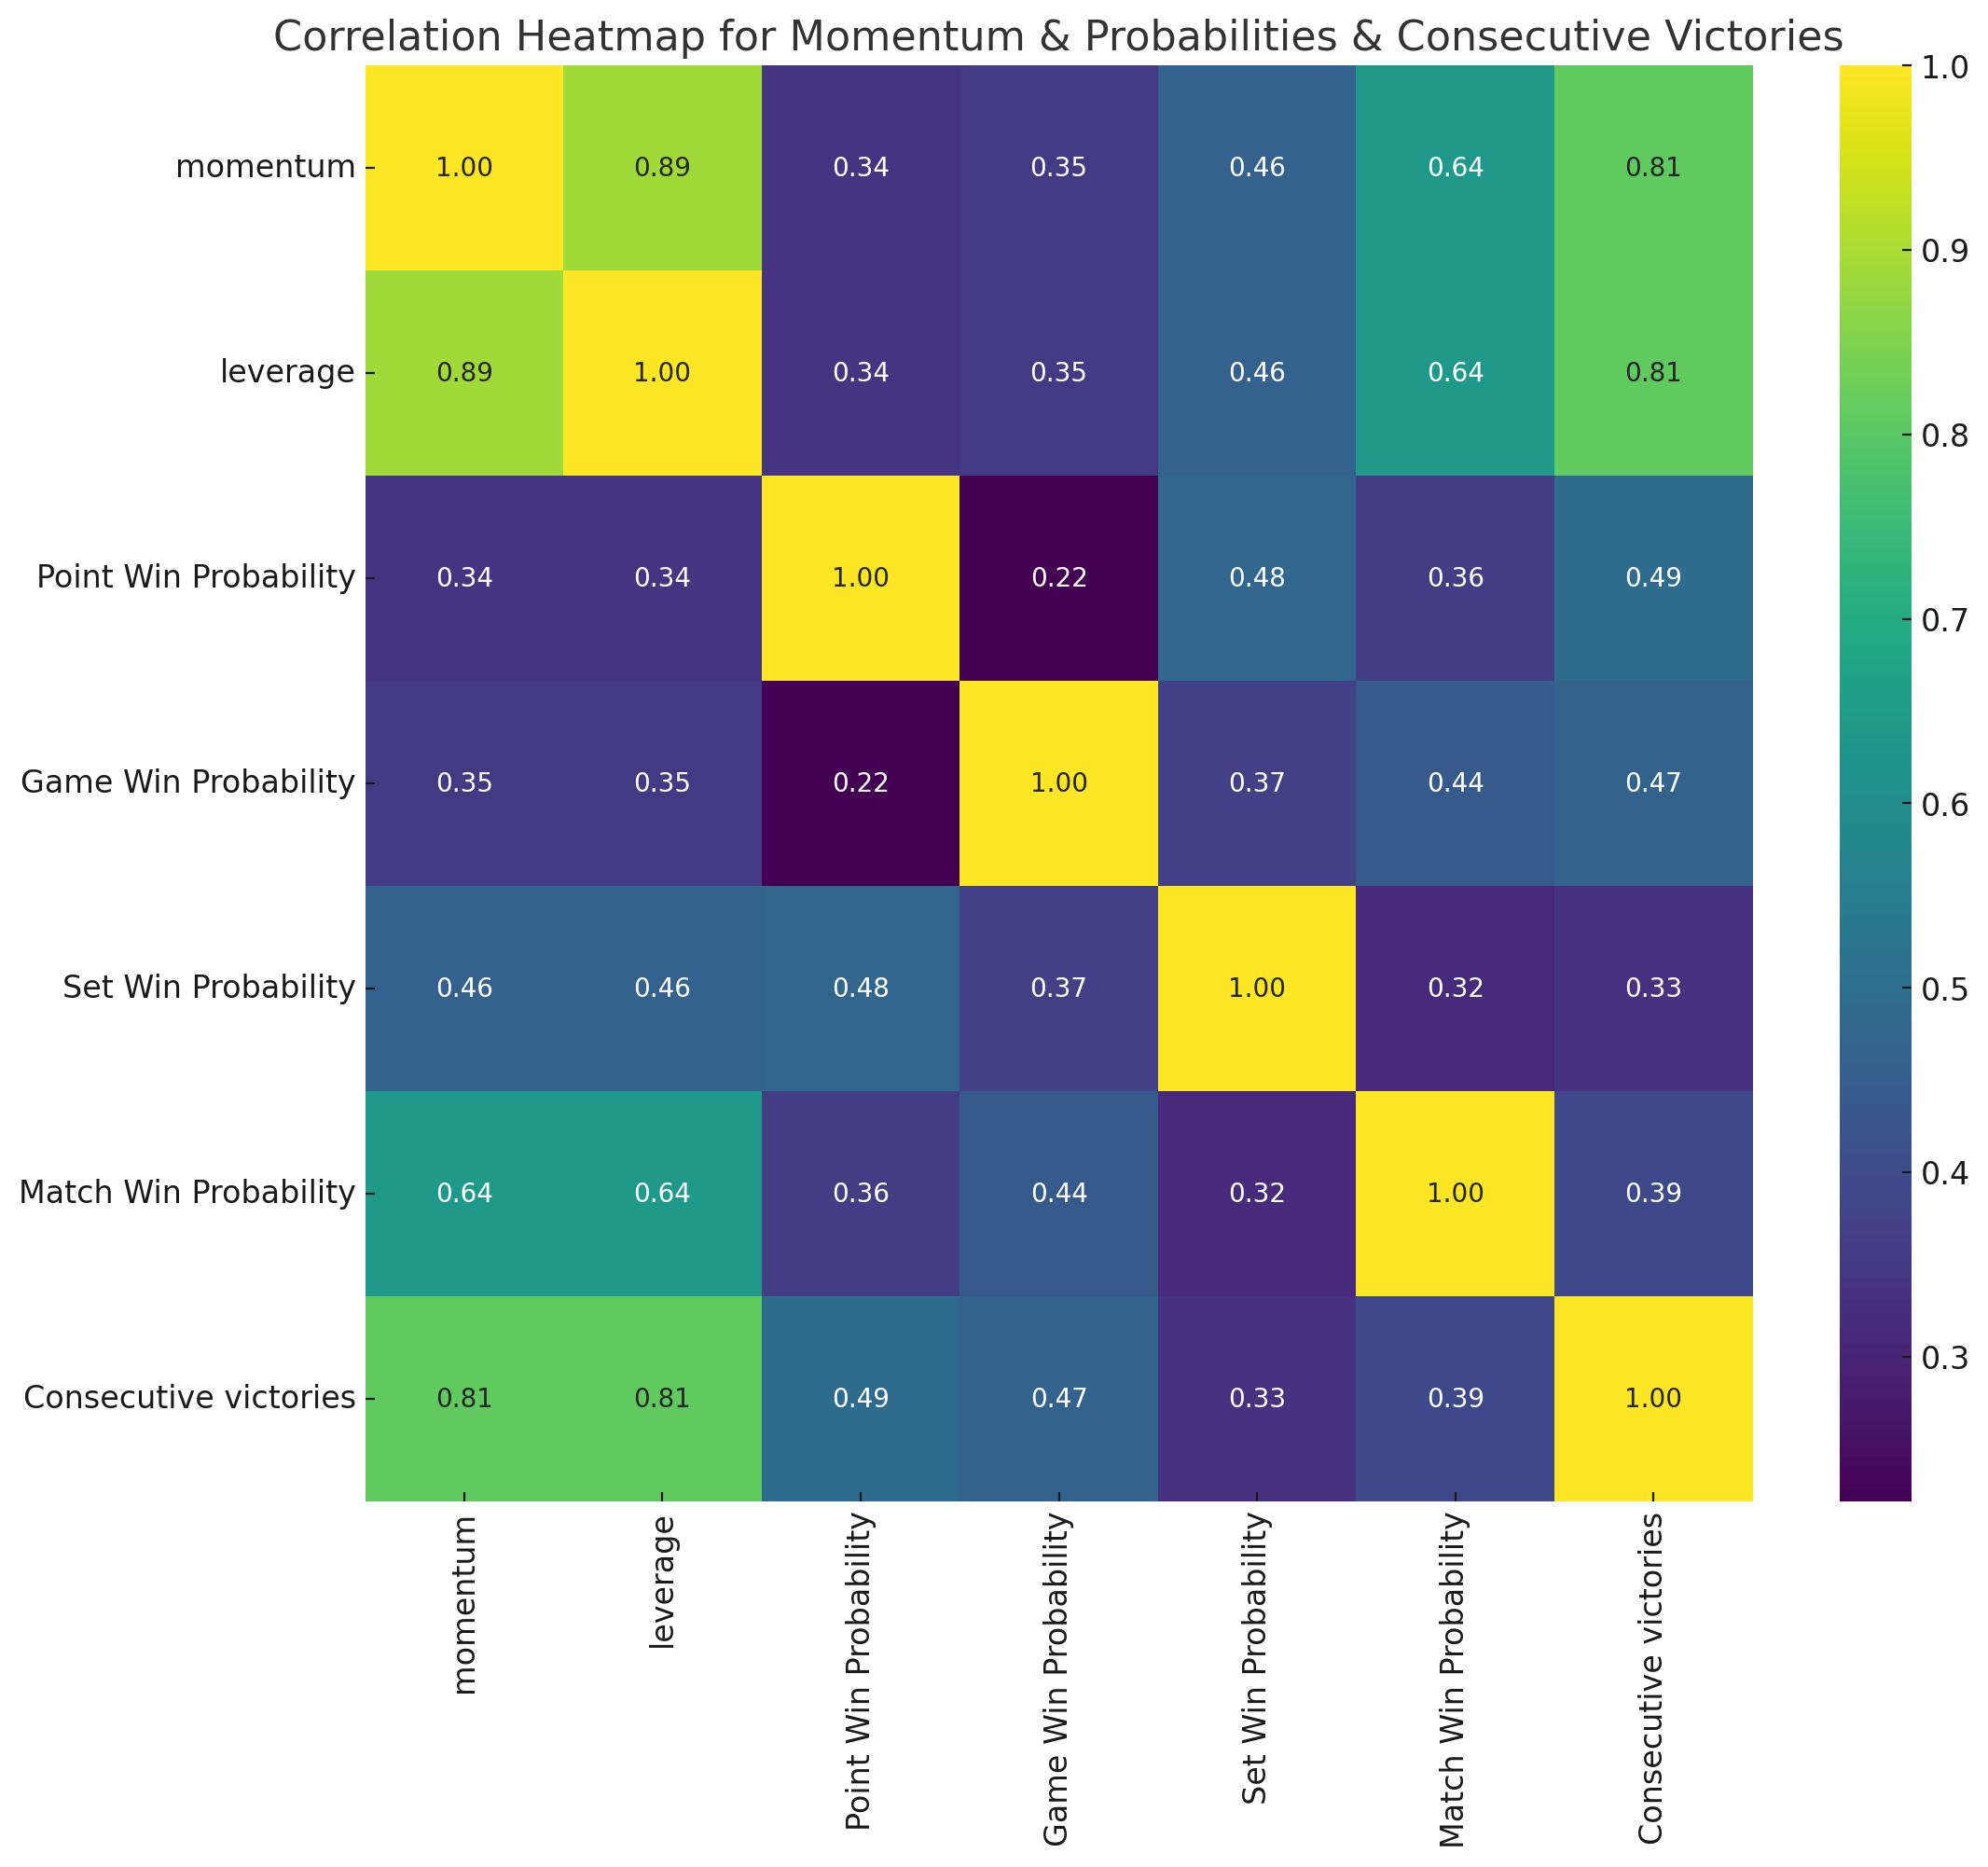 Correlation Heatmap for Momentum & Probabilities & Consecutive Victories
momentum 1.00 0.89 0.34 0.35 0.46 0.64 0.81
leverage 0.89 1.00 0.34 0.35 0.46 0.64 0.81
Point Win Probability 0.34 0.34 1.00 0.22 0.48 0.36 0.49
Game Win Probability 0.35 0.35 0.22 1.00 0.37 0.44 0.47
Set Win Probability 0.46 0.46 0.48 0.37 1.00 0.32 0.33
Match Win Probability 0.64 0.64 0.36 0.44 0.32 1.00 0.39
Consecutive victories 0.81 0.81 0.49 0.47 0.33 0.39 1.00
momentum
leverage
Point Win Probability
Game Win Probability
Set Win Probability
Match Win Probability
Consecutive victories
1.0
0.9
0.8
0.7
0.6
0.5
0.4
0.3